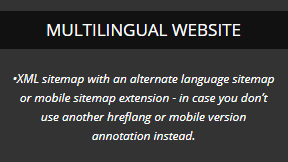 MULTILINGUAL WEBSITE
•XML sitemap with an alternate language sitemap
or mobile sitemap extension - in case you don't
use another hreflang or mobile version
annotation instead.